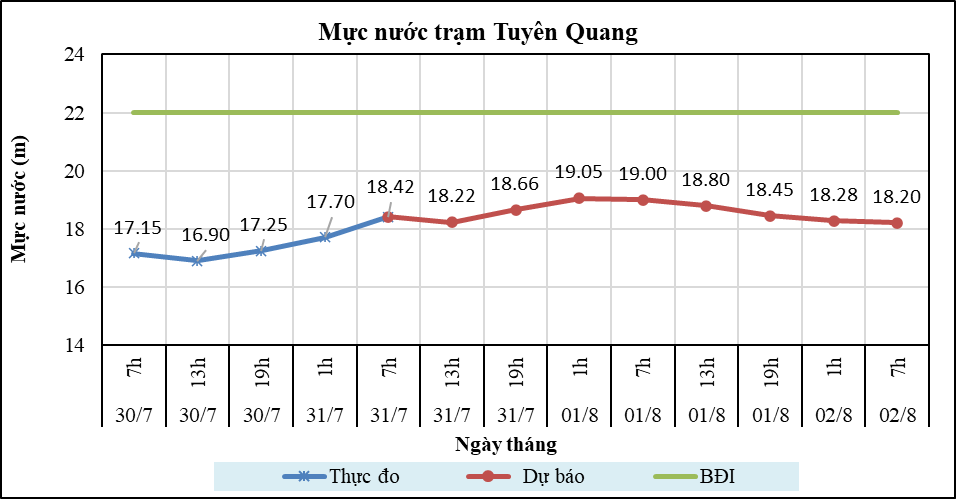 Mực nước trạm Tuyên Quang
Mực nước (m)
24
22
20
18
16
14
17.15 16.90 17.25 17.70 18.42 18.22 18.66 19.05 19.00 18.80 18.45 18.28 18.20
7h 13h 19h 1h 7h 13h 19h 1h 7h 13h 19h 1h 7h
30/7 30/7 30/7 31/7 31/7 31/7 31/7 01/8 01/8 01/8 01/8 02/8 02/8
Ngày tháng
Thực đo Dự báo BĐI